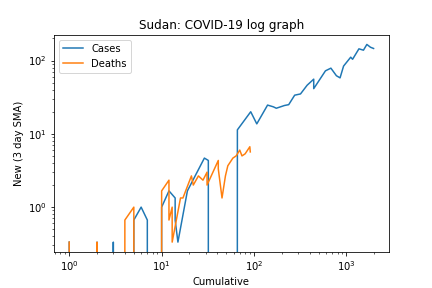 Sudan: COVID-19 log graph
Cases
Deaths
New (3 day SMA)
10²
10¹
10⁰
10⁰ 10¹ 10² 10³
Cumulative